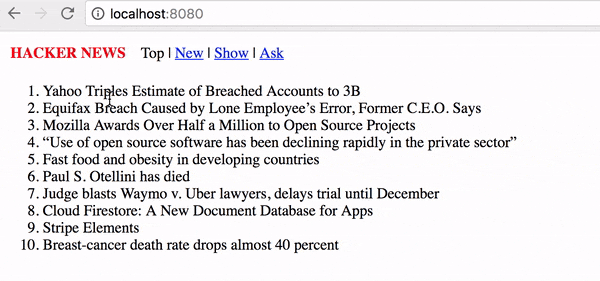 localhost:8080
HACKER NEWS Top | New | Show | Ask
1. Yahoo Triples Estimate of Breached Accounts to 3B
2. Equifax Breach Caused by Lone Employee’s Error, Former C.E.O. Says
3. Mozilla Awards Over Half a Million to Open Source Projects
4. “Use of open source software has been declining rapidly in the private sector”
5. Fast food and obesity in developing countries
6. Paul S. Otellini has died
7. Judge blasts Waymo v. Uber lawyers, delays trial until December
8. Cloud Firestore: A New Document Database for Apps
9. Stripe Elements
10. Breast-cancer death rate drops almost 40 percent